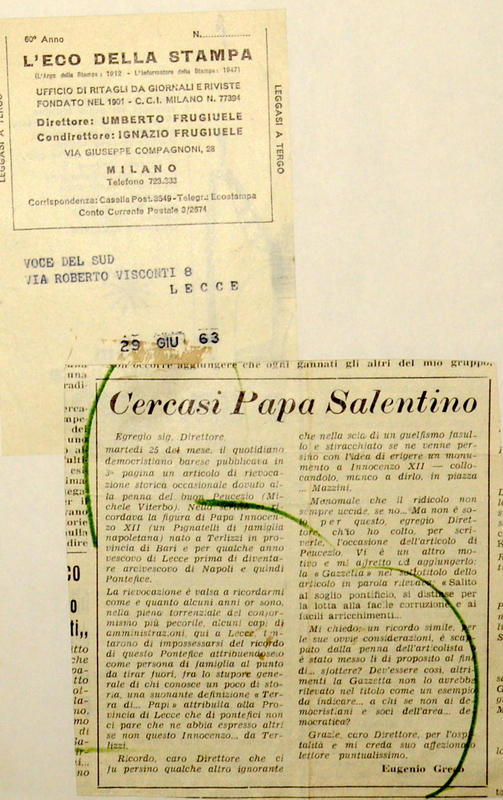 60° Anno
N.
L'ECO DELLA STAMPA
(L'Argo della Stampa: 1912 - L'Informatore della Stampa: 1947)
UFFICIO DI RITAGLI DA GIORNALI E RIVISTE
FONDATO NEL 1901 - C.C.I. MILANO N. 77394
Direttore: UMBERTO FRUGIUELE
Condirettore: IGNAZIO FRUGIUELE
VIA GIUSEPPE COMPAGNONI, 28
MILANO
Telefono 723.333
Corrispondenza: Casella Post. 3549 - Telegr.: Ecostampa
Conto Corrente Postale 3/2674
LEGGASI A TERGO
LEGGASI A TERGO
VOCE DEL SUD
VIA ROBERTO VISCONTI 8
LECCE
29 GIU 63
occorre aggiungere che ogni
gannati gli altri del mio gruppo,
Cercasi Papa Salentino
Egregio sig. Direttore,
martedì 25 del mese, il quotidiano
democristiano barese pubblicava in
3ª pagina un articolo di rievoca-
zione storica occasionale dovuto al-
la penna del buon Peucezio (Mi-
chele Viterbo). Nello scritto ri-
cordava la figura di Papa Innocen-
zo XII (un Pignatelli di famiglia
napoletana) nato a Terlizzi in pro-
vincia di Bari e per qualche anno
vescovo di Lecce prima di diventa-
re arcivescovo di Napoli e quindi
Pontefice.
La rievocazione è valsa a ricordarmi
come e quanto alcuni anni or sono,
nella piena torrenziale del confor-
mismo più pecorile, alcuni capi di
amministrazioni, qui a Lecce, ten-
tarono di impossessarsi del ricordo
di questo Pontefice attribuendoselo
come persona di famiglia al punto
da tirar fuori, fra lo stupore gene-
rale di chi conosce un poco di sto-
ria, una suonante definizione « Ter-
ra di... Papi » attribuita alla Pro-
vincia di Lecce che di pontefici non
ci pare che ne abbia espresso altri
se non questo Innocenzo... da Ter-
lizzi.
Ricordo, caro Direttore che ci
fu persino qualche altro ignorante
che nella scia di un guelfismo fasul-
lo e stiracchiato se ne venne per-
sino con l'idea di erigere un monu-
mento a Innocenzo XII — collo-
candolo, manco a dirlo, in piazza
... Mazzini.
Menomale che il ridicolo non
sempre uccide, se no... Ma non è so-
lo per questo, egregio Diret-
tore, ch'io ho colto, per scri-
verle, l'occasione dell'articolo di
Peucezio. Vi è un altro mo-
tivo e mi affretto ad aggiungerlo:
la « Gazzetta » nel sottotitolo dello
articolo in parola rilevava: « Salito
al soglio pontificio, si distinse per
la lotta alla facile corruzione e ai
facili arricchimenti...
Mi chiedo: un ricordo simile, per
le sue ovvie considerazioni, è scap-
pato dalla penna dell'articolista o
è stato messo lì di proposito al fine
di... sfottere? Dev'essere così, altri-
menti la Gazzetta non lo avrebbe
rilevato nel titolo come un esempio
da indicare... a chi se non ai de-
mocristiani e soci dell'area... de-
mocratica?
Grazie, caro Direttore, per l'ospi-
talità e mi creda suo affezionato
lettore puntualissimo.
Eugenio Greco